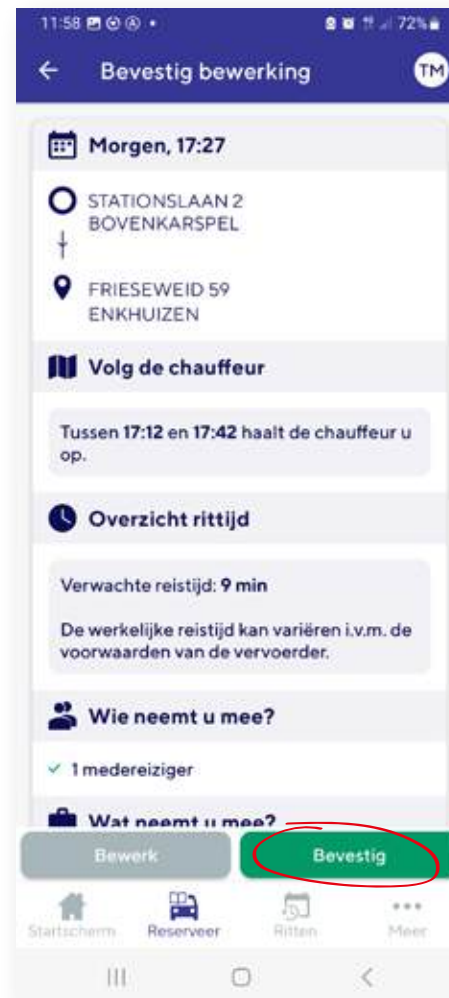 11:58
72%
Bevestig bewerking
TM
Morgen, 17:27
STATIONSLAAN 2
BOVENKARSPEL
FRIESEWEID 59
ENKHUIZEN
Volg de chauffeur
Tussen 17:12 en 17:42 haalt de chauffeur u
op.
Overzicht rittijd
Verwachte reistijd: 9 min
De werkelijke reistijd kan variëren i.v.m. de
voorwaarden van de vervoerder.
Wie neemt u mee?
1 medereiziger
Wat neemt u mee?
Bewerk
Bevestig
Startscherm
Reserveer
Ritten
Meer